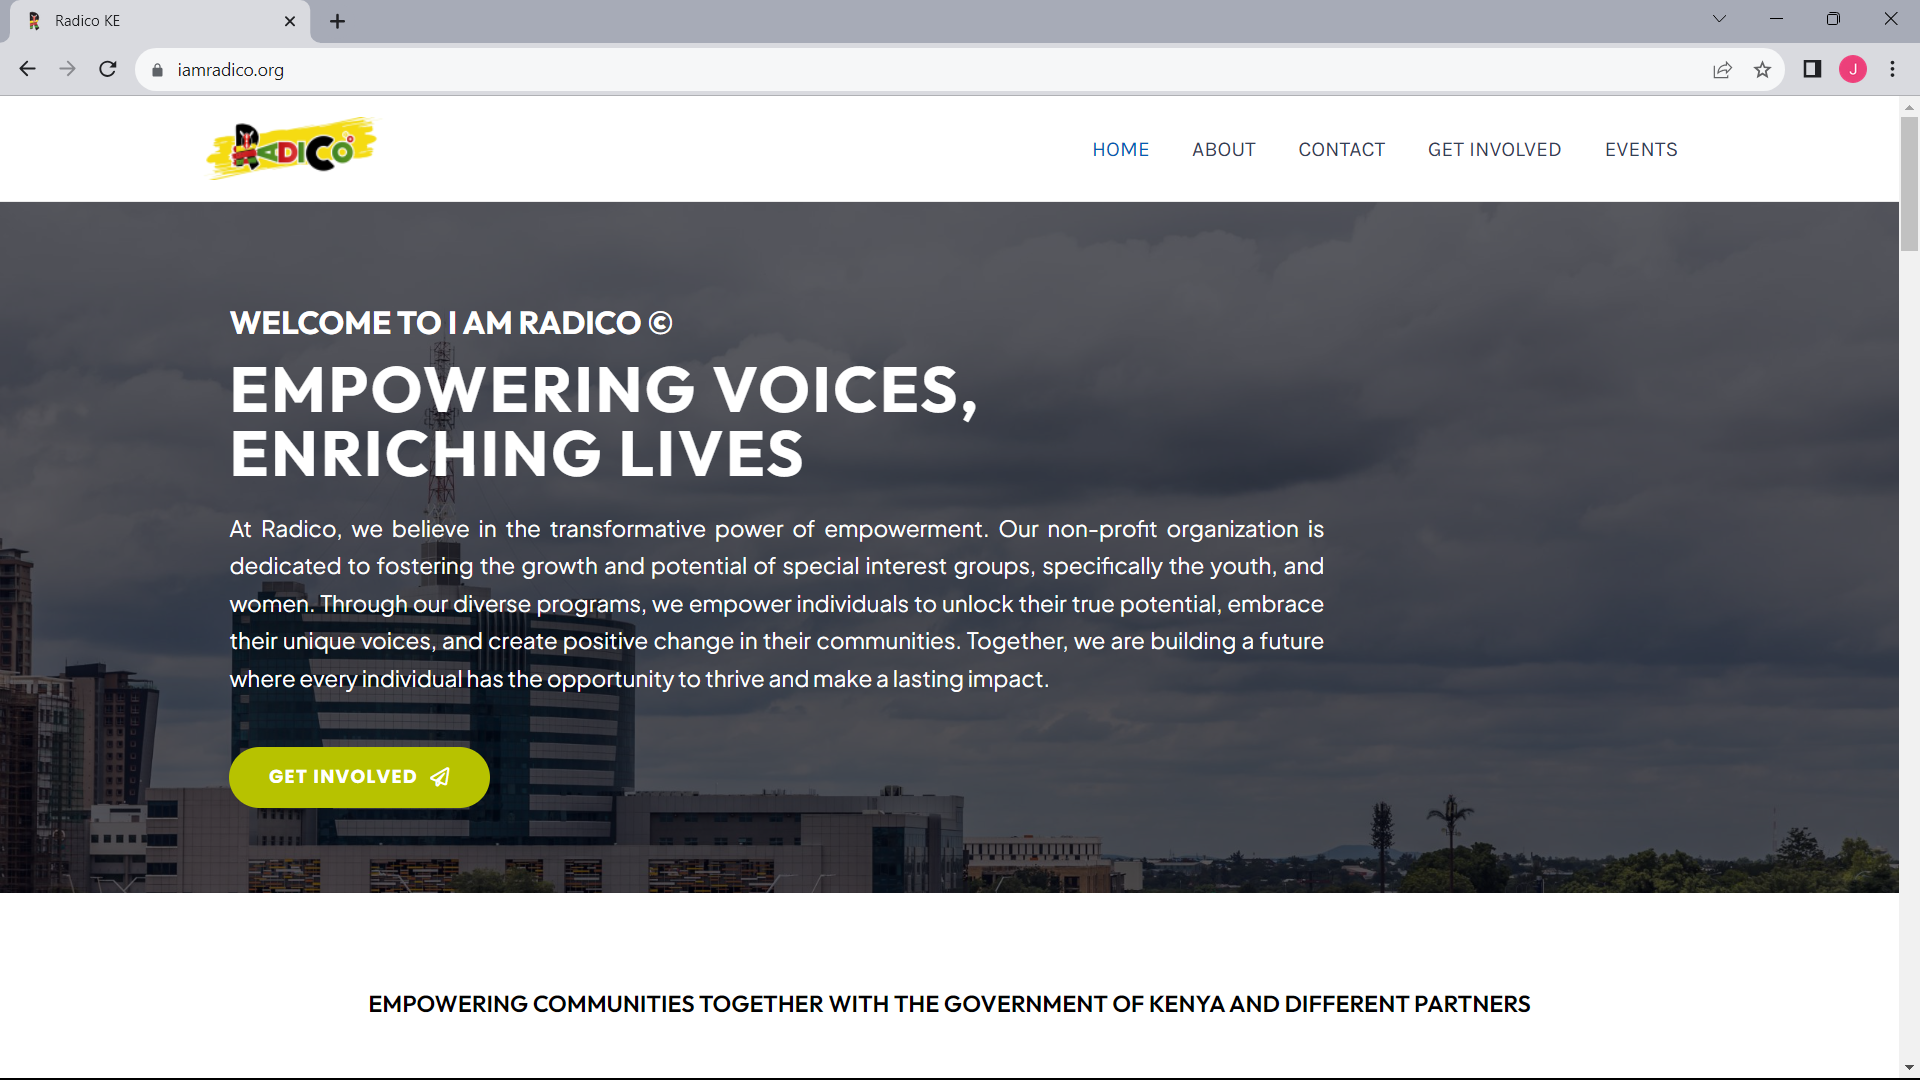 Radico KE
iamradico.org
J
RADICO
HOME
ABOUT
CONTACT
GET INVOLVED
EVENTS
WELCOME TO I AM RADICO ©
EMPOWERING VOICES,
ENRICHING LIVES
At Radico, we believe in the transformative power of empowerment. Our non-profit organization is
dedicated to fostering the growth and potential of special interest groups, specifically the youth, and
women. Through our diverse programs, we empower individuals to unlock their true potential, embrace
their unique voices, and create positive change in their communities. Together, we are building a future
where every individual has the opportunity to thrive and make a lasting impact.
GET INVOLVED
EMPOWERING COMMUNITIES TOGETHER WITH THE GOVERNMENT OF KENYA AND DIFFERENT PARTNERS